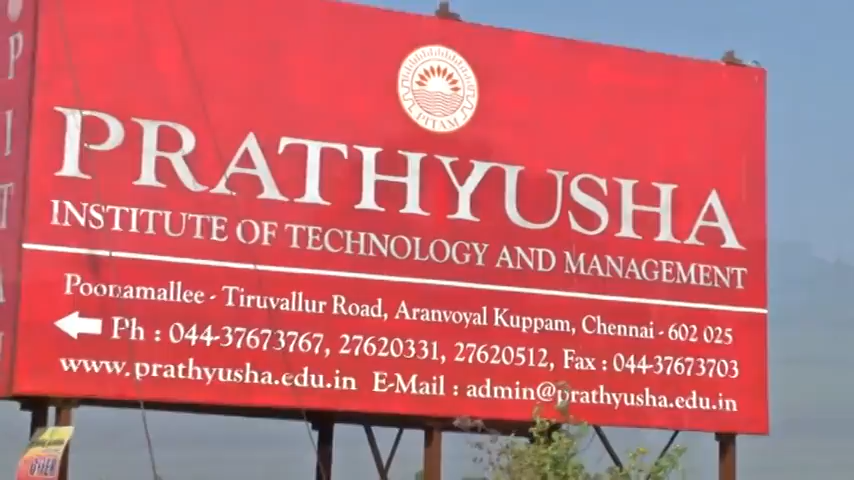 PITAM
PRATHYUSHA
INSTITUTE OF TECHNOLOGY AND MANAGEMENT
Poonamallee - Tiruvallur Road, Aranvoyal Kuppam, Chennai - 602 025
Ph : 044-37673767, 27620331, 27620512, Fax : 044-37673703
www.prathyusha.edu.in E-Mail : admin@prathyusha.edu.in